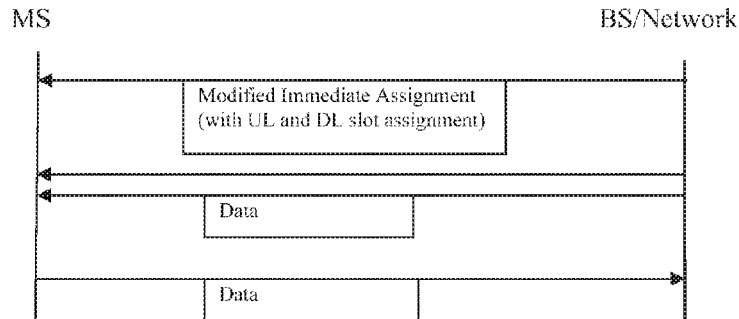 MS
BS/Network
Modified Immediate Assignment
(with UL and DL slot assignment)
Data
Data